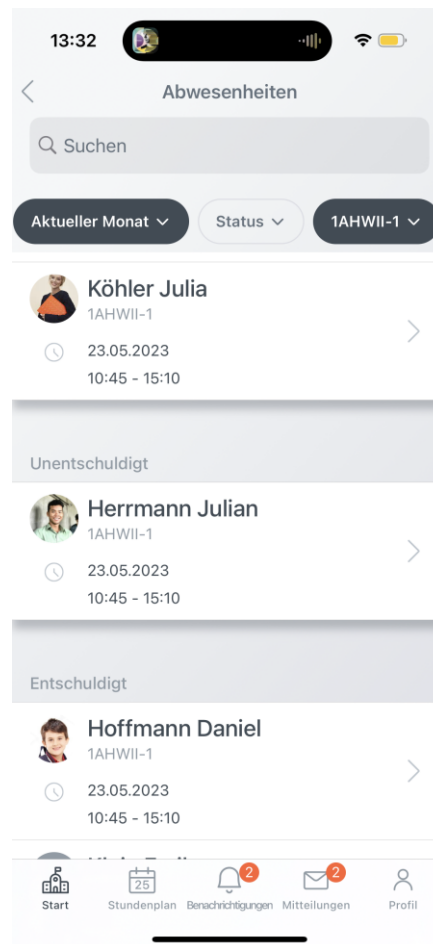 13:32
Abwesenheiten
Suchen
Aktueller Monat
Status
1AHWII-1
Köhler Julia
1AHWII-1
23.05.2023
10:45 - 15:10
Unentschuldigt
Herrmann Julian
1AHWII-1
23.05.2023
10:45 - 15:10
Entschuldigt
Hoffmann Daniel
1AHWII-1
23.05.2023
10:45 - 15:10
25
2
2
Start
Stundenplan
Benachrichtigungen
Mitteilungen
Profil